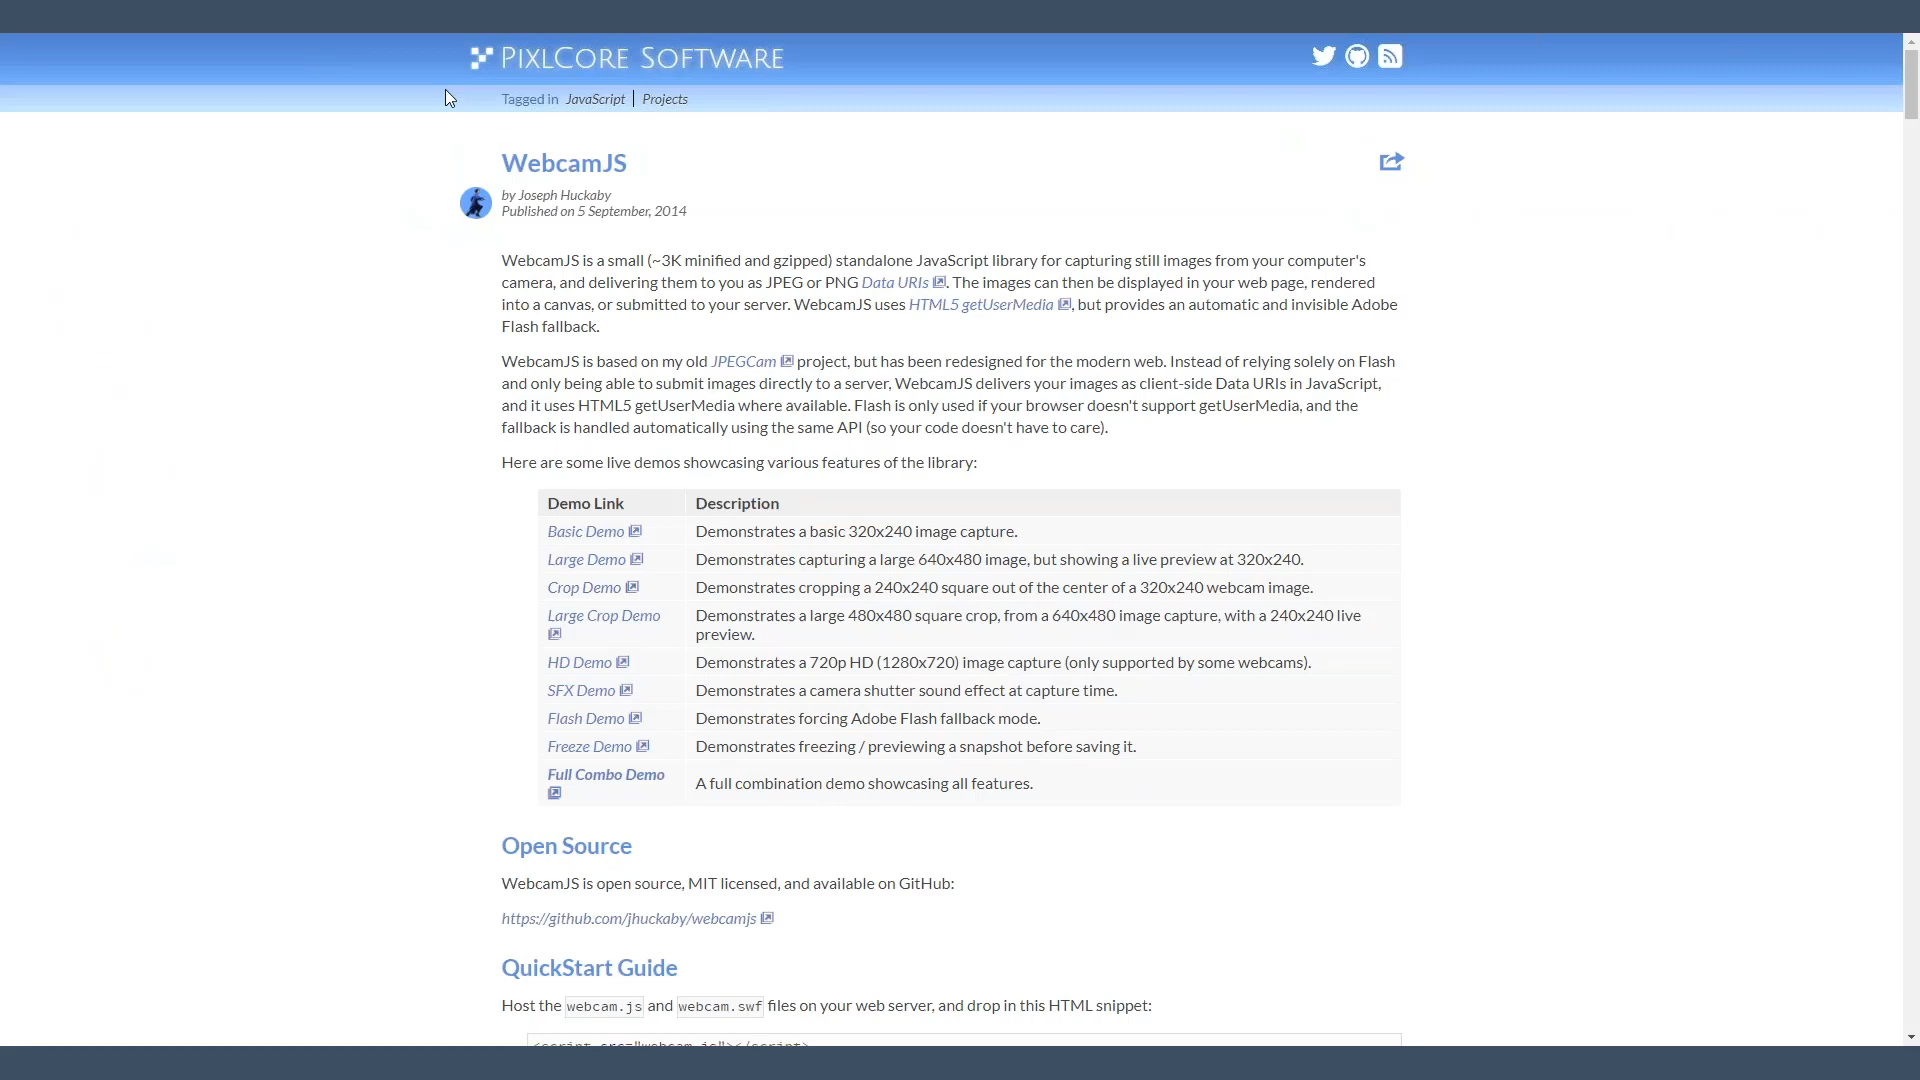 PixlCore Software
Tagged in JavaScript | Projects
WebcamJS
by Joseph Huckaby
Published on 5 September, 2014
WebcamJS is a small (~3K minified and gzipped) standalone JavaScript library for capturing still images from your computer's
camera, and delivering them to you as JPEG or PNG Data URIs. The images can then be displayed in your web page, rendered
into a canvas, or submitted to your server. WebcamJS uses HTML5 getUserMedia, but provides an automatic and invisible Adobe
Flash fallback.
WebcamJS is based on my old JPEGCam project, but has been redesigned for the modern web. Instead of relying solely on Flash
and only being able to submit images directly to a server, WebcamJS delivers your images as client-side Data URIs in JavaScript,
and it uses HTML5 getUserMedia where available. Flash is only used if your browser doesn't support getUserMedia, and the
fallback is handled automatically using the same API (so your code doesn't have to care).
Here are some live demos showcasing various features of the library:
Demo Link Description
Basic Demo Demonstrates a basic 320x240 image capture.
Large Demo Demonstrates capturing a large 640x480 image, but showing a live preview at 320x240.
Crop Demo Demonstrates cropping a 240x240 square out of the center of a 320x240 webcam image.
Large Crop Demo Demonstrates a large 480x480 square crop, from a 640x480 image capture, with a 240x240 live
preview.
HD Demo Demonstrates a 720p HD (1280x720) image capture (only supported by some webcams).
SFX Demo Demonstrates a camera shutter sound effect at capture time.
Flash Demo Demonstrates forcing Adobe Flash fallback mode.
Freeze Demo Demonstrates freezing / previewing a snapshot before saving it.
Full Combo Demo A full combination demo showcasing all features.
Open Source
WebcamJS is open source, MIT licensed, and available on GitHub:
https://github.com/jhuckaby/webcamjs
QuickStart Guide
Host the webcam.js and webcam.swf files on your web server, and drop in this HTML snippet:
<script src="webcam.js"></script>